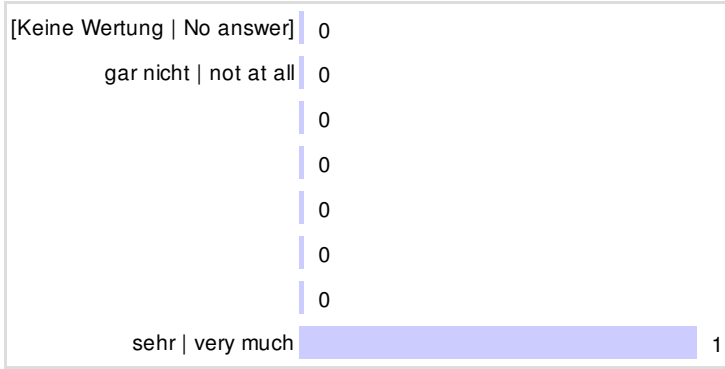 [Keine Wertung | No answer] 0
gar nicht | not at all 0
0
0
0
0
0
sehr | very much 1